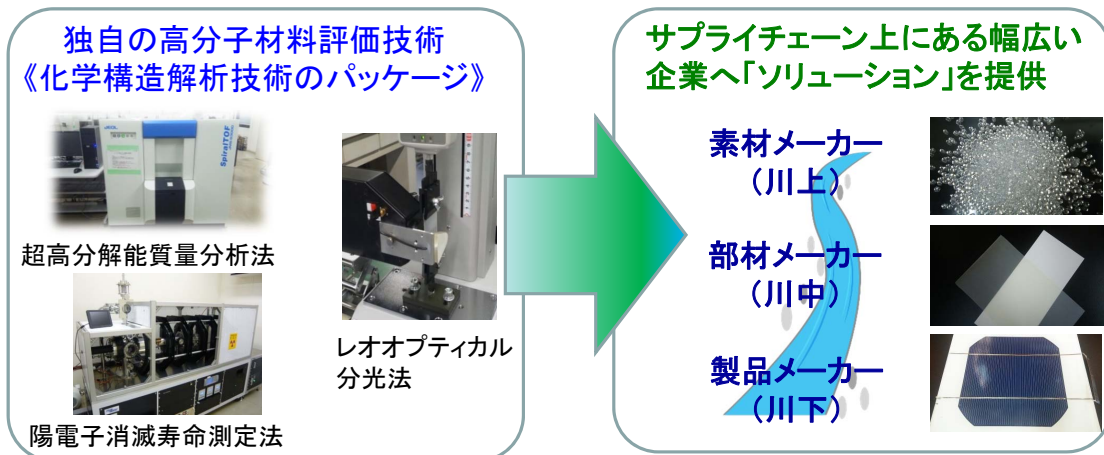 独自の高分子材料評価技術
《化学構造解析技術のパッケージ》
JEOL
SpiralTOF
超高分解能質量分析法
レオオプティカル
分光法
陽電子消滅寿命測定法
サプライチェーン上にある幅広い
企業へ「ソリューション」を提供
素材メーカー
（川上）
部材メーカー
（川中）
製品メーカー
（川下）